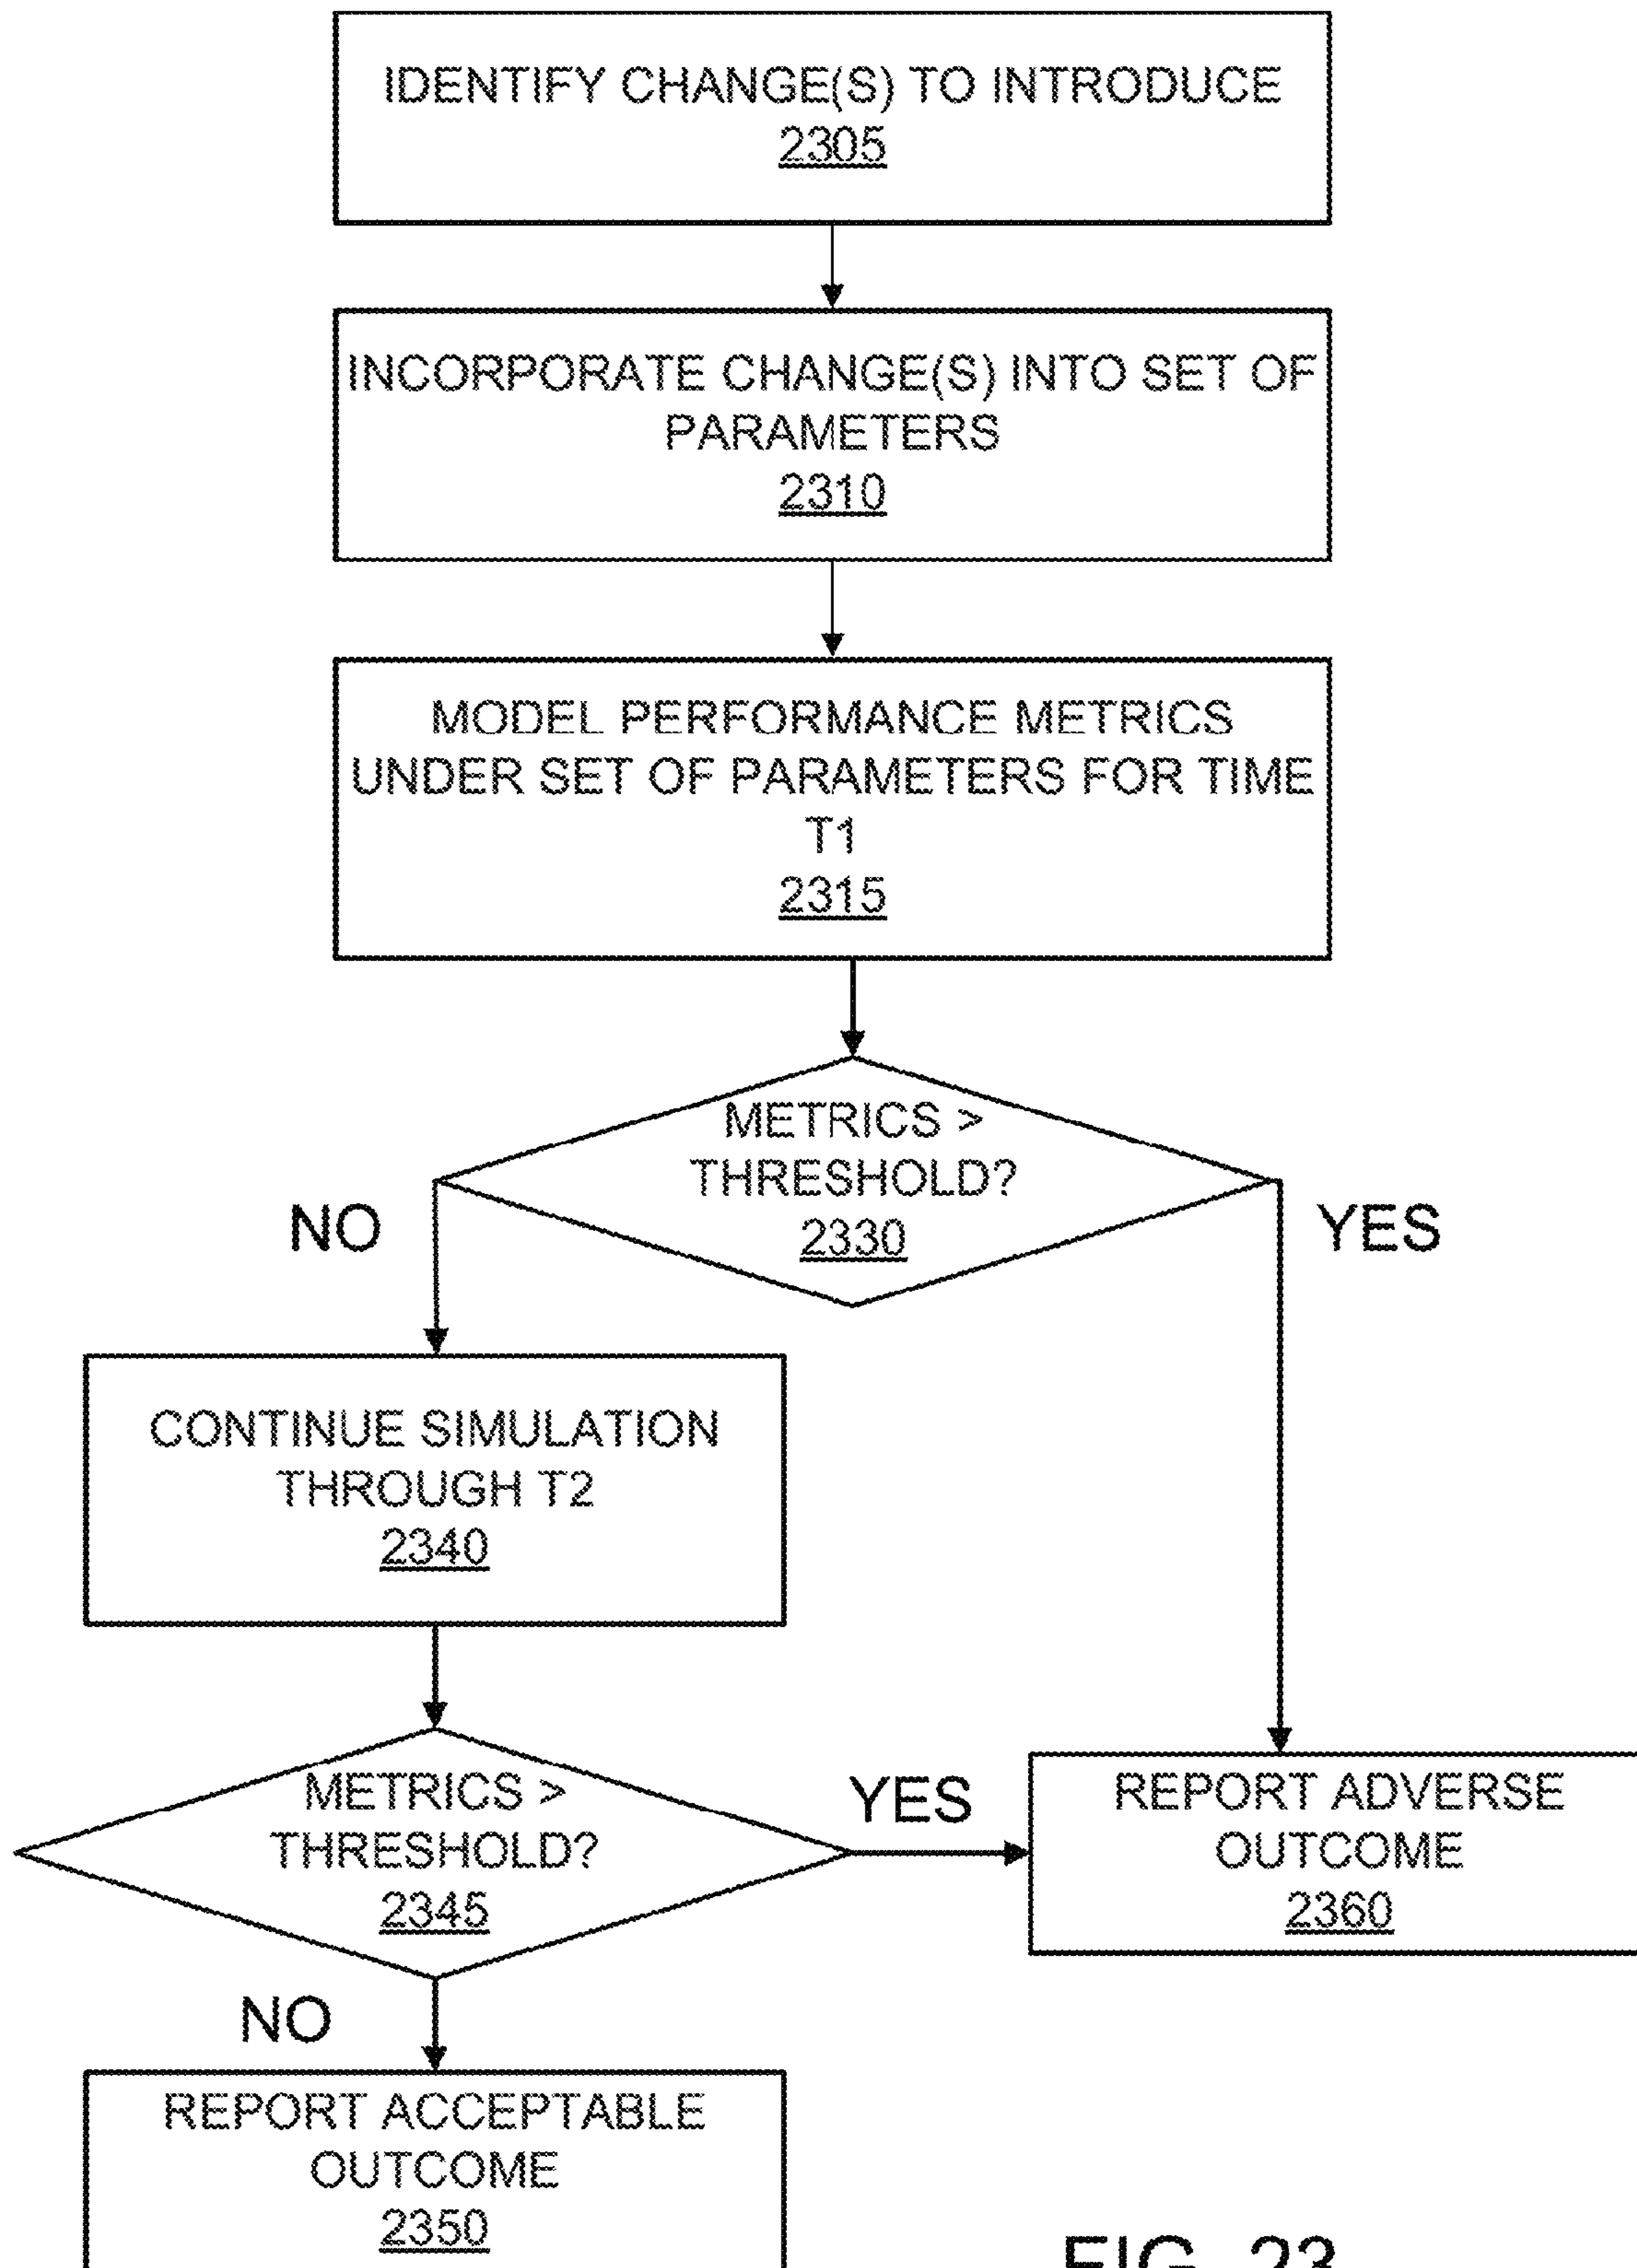 IDENTIFY CHANGE(S) TO INTRODUCE
2305
INCORPORATE CHANGE(S) INTO SET OF
PARAMETERS
2310
MODEL PERFORMANCE METRICS
UNDER SET OF PARAMETERS FOR TIME
T1
2315
METRICS >
THRESHOLD?
2330
NO
YES
CONTINUE SIMULATION
THROUGH T2
2340
METRICS >
THRESHOLD?
2345
YES
REPORT ADVERSE
OUTCOME
2360
NO
REPORT ACCEPTABLE
OUTCOME
2350
FIG. 23